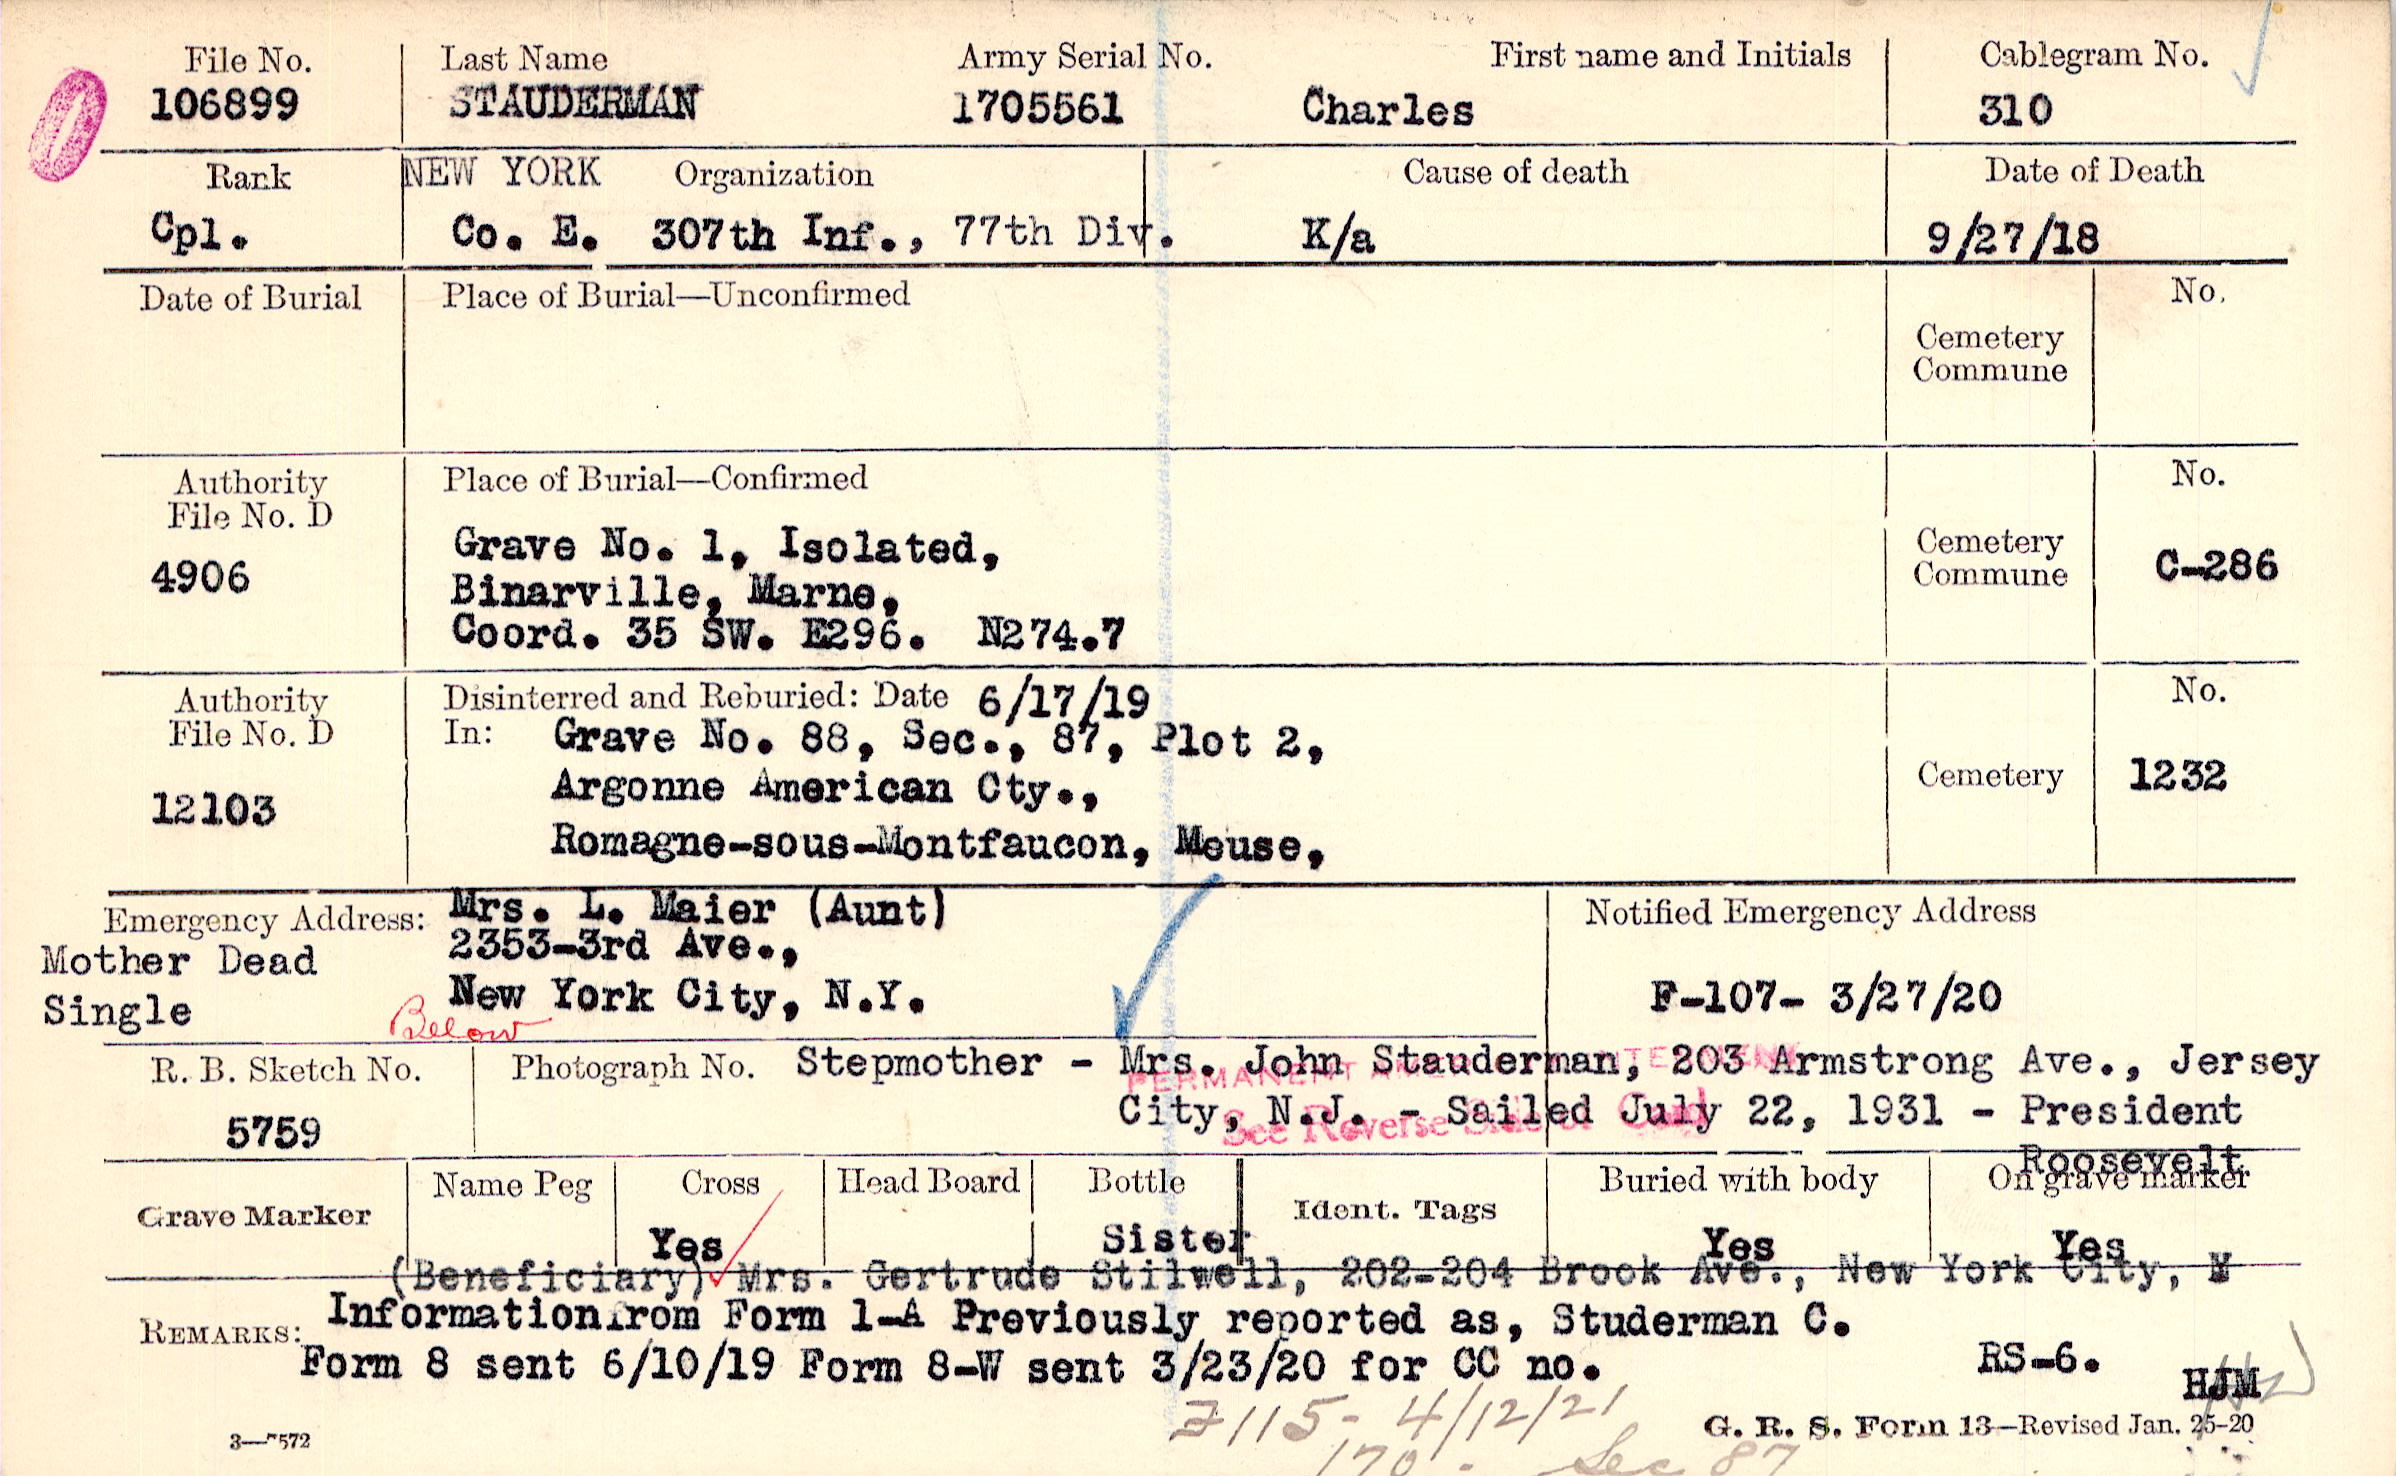 File No. Last Name Army Serial No. First name and Initials Cablegram No.
106899 STAUDERMAN 1705561 Charles 310
Rank NEW YORK Organization Cause of death Date of Death
Cpl. Co. E. 307th Inf., 77th Div. K/a 9/27/18
Date of Burial Place of Burial—Unconfirmed No.
Cemetery
Commune
Authority Place of Burial—Confirmed No.
File No. D
4906 Grave No. 1, Isolated, Cemetery
Binarville, Marne, Commune C-286
Coord. 35 SW. E296. N274.7
Authority Disinterred and Reburied: Date 6/17/19 No.
File No. D In: Grave No. 88, Sec., 87, Plot 2,
12103 Argonne American Cty., Cemetery 1232
Romagne-sous-Montfaucon, Meuse,
Emergency Address: Mrs. L. Maier (Aunt) Notified Emergency Address
Mother Dead 2353-3rd Ave.,
Single New York City, N.Y. F-107- 3/27/20
Below
R. B. Sketch No. Photograph No. Stepmother - Mrs. John Stauderman, 203 Armstrong Ave., Jersey
PERMANENT
5759 City, N.J. - Sailed July 22, 1931 - President
See Reverse Side of Card
Roosevelt
Grave Marker Name Peg Cross Head Board Bottle Ident. Tags Buried with body On grave marker
Yes Sister Yes Yes
(Beneficiary) Mrs. Gertrude Stilwell, 202-204 Brook Ave., New York City, N
REMARKS: Information from Form 1-A Previously reported as, Studerman C.
Form 8 sent 6/10/19 Form 8-W sent 3/23/20 for CC no. RS-6.
HJM
115- 4/12/21
3—7572 G. R. S. Form 13—Revised Jan. 25-20
170. Sec 87